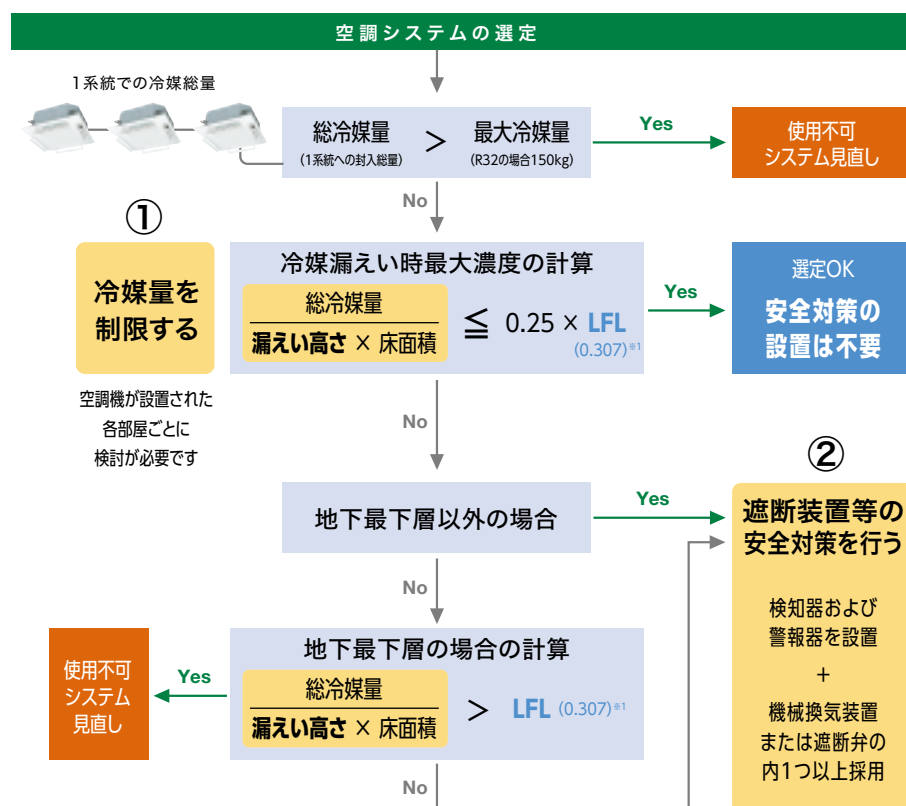 空調システムの選定
1系統での冷媒総量
総冷媒量
(1系統への封入総量)
>
最大冷媒量
(R32の場合150kg)
Yes
使用不可
システム見直し
No
①
冷媒量を
制限する
空調機が設置された
各部屋ごとに
検討が必要です
冷媒漏えい時最大濃度の計算
総冷媒量
漏えい高さ × 床面積
≦ 0.25 × LFL
(0.307)※1
Yes
選定OK
安全対策の
設置は不要
No
地下最下層以外の場合
Yes
②
遮断装置等の
安全対策を行う
検知器および
警報器を設置
+
機械換気装置
または遮断弁の
内1つ以上採用
No
地下最下層の場合の計算
総冷媒量
漏えい高さ × 床面積
> LFL (0.307)※1
Yes
使用不可
システム
見直し
No